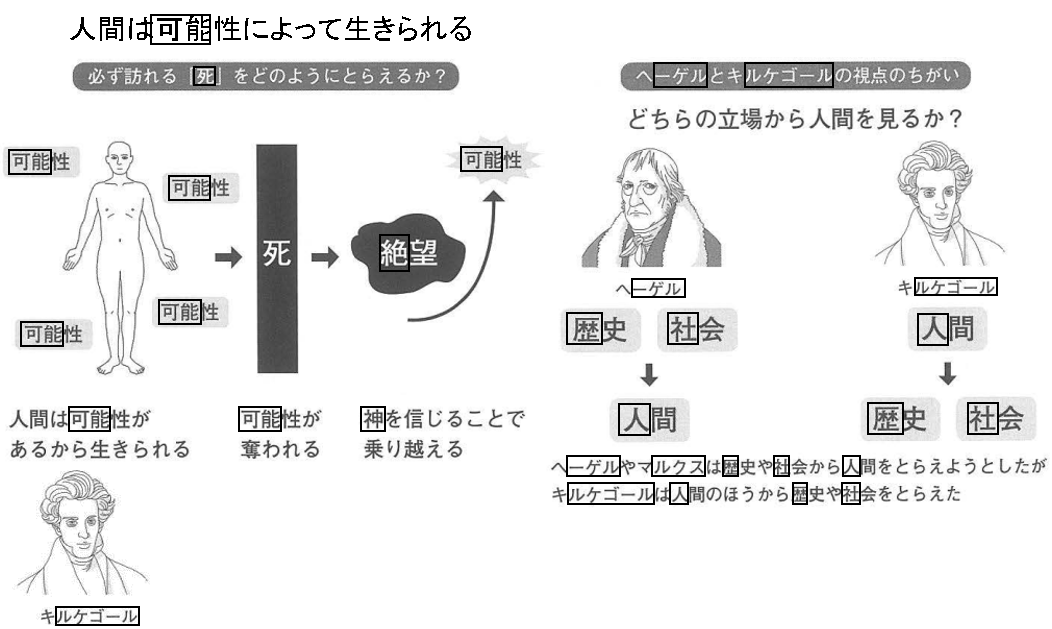 人間は可能性によって生きられる
必ず訪れる「死」をどのようにとらえるか？
可能性
可能性
可能性
可能性
死
絶望
可能性
人間は可能性が
あるから生きられる
可能性が
奪われる
神を信じることで
乗り越える
キルケゴール
ヘーゲルとキルケゴールの視点のちがい
どちらの立場から人間を見るか？
ヘーゲル
キルケゴール
歴史
社会
人間
人間
歴史
社会
ヘーゲルやマルクスは歴史や社会から人間をとらえようとしたが
キルケゴールは人間のほうから歴史や社会をとらえた